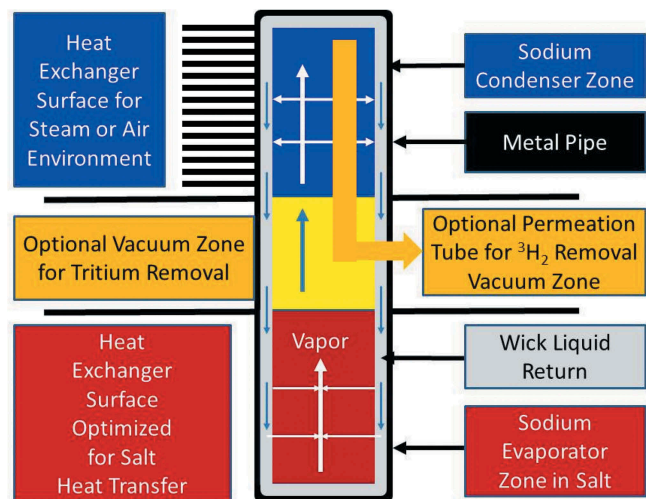 Heat
Exchanger
Surface for
Steam or Air
Environment
Sodium
Condenser Zone
Metal Pipe
Optional Vacuum Zone
for Tritium Removal
Optional Permeation
Tube for ³H₂ Removal
Vacuum Zone
Heat
Exchanger
Surface
Optimized
for Salt
Heat Transfer
Vapor
Wick Liquid
Return
Sodium
Evaporator
Zone in Salt